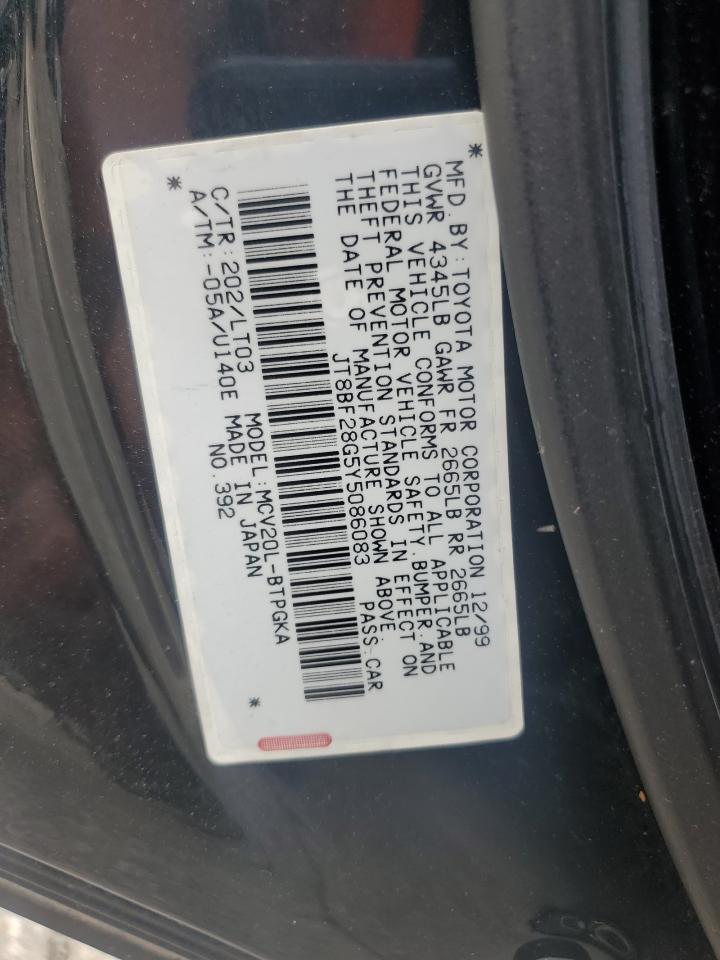 MFD.BY:TOYOTA MOTOR CORPORATION 12/99
GVWR 4345LB GAWR FR 2665LB RR 2665LB
THIS VEHICLE CONFORMS TO ALL APPLICABLE
FEDERAL MOTOR VEHICLE SAFETY.BUMPER.AND
THEFT PREVENTION STANDARDS IN EFFECT ON
THE DATE OF MANUFACTURE SHOWN ABOVE.
JT8BF28G5Y5086083 PASS.CAR
C/TR:202/LT03 MODEL:MCV20L-BTPGKA
A/TM:-05A/U140E MADE IN JAPAN
NO.392